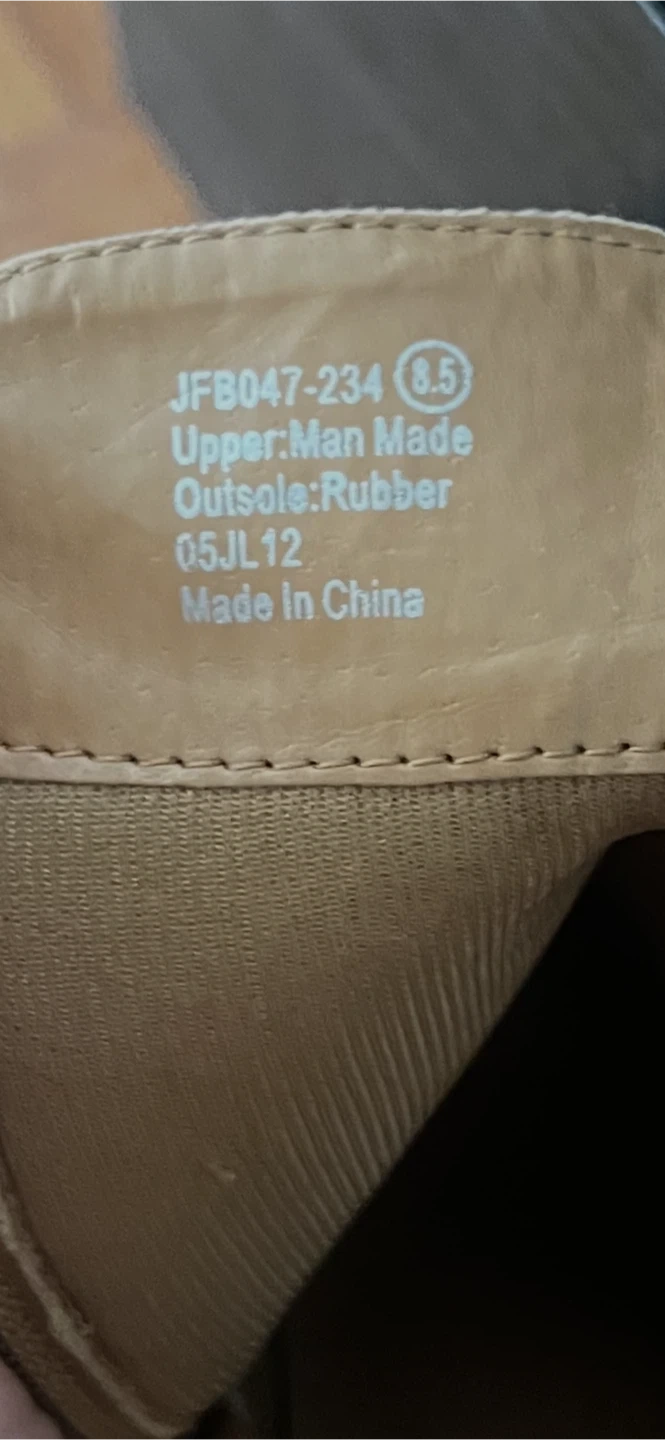 JFB047-234 8.5
Upper:Man Made
Outsole:Rubber
05JL12
Made In China